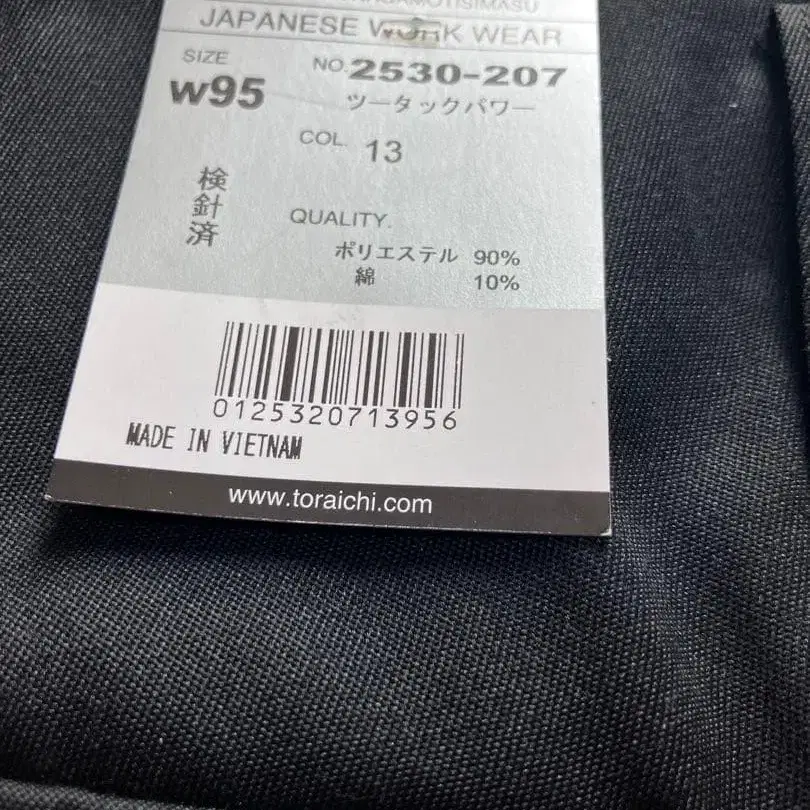 JAPANESE WORK WEAR
SIZE
w95
NO.2530-207
ツータックパワー
COL. 13
検針済
QUALITY.
ポリエステル 90%
綿 10%
0125320713956
MADE IN VIETNAM
www.toraichi.com